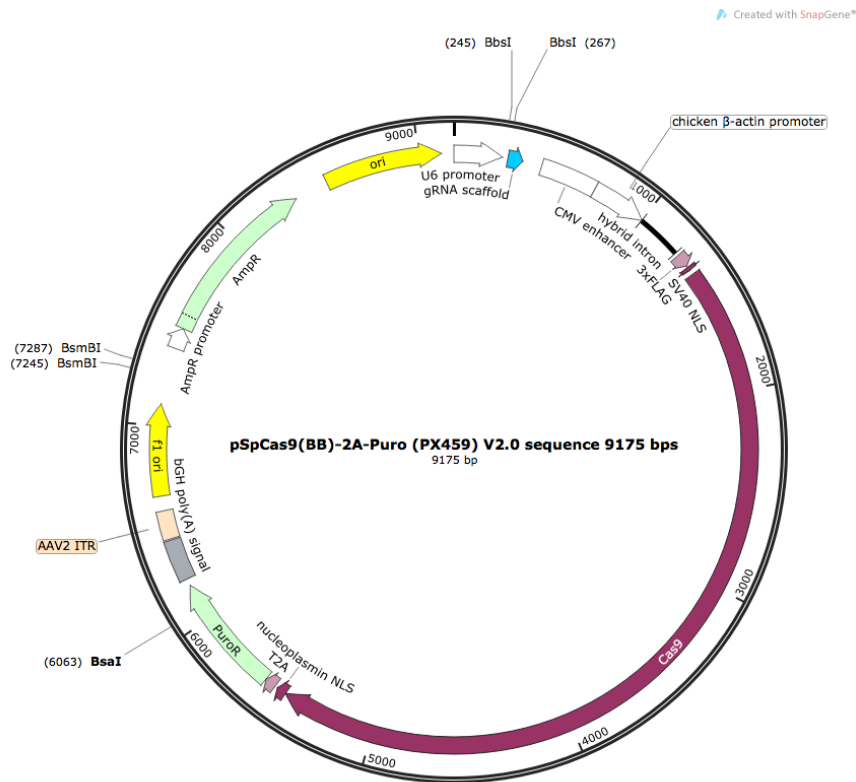 Created with SnapGene®
(245) BbsI
BbsI (267)
chicken β-actin promoter
9000
1000
ori
U6 promoter
gRNA scaffold
CMV enhancer
hybrid intron
3xFLAG
SV40 NLS
8000
AmpR
2000
(7287) BsmBI
(7245) BsmBI
AmpR promoter
7000
f1 ori
pSpCas9(BB)-2A-Puro (PX459) V2.0 sequence 9175 bps
9175 bp
bGH poly(A) signal
AAV2 ITR
3000
6000
PuroR
nucleoplasmin NLS
T2A
(6063) BsaI
Cas9
4000
5000